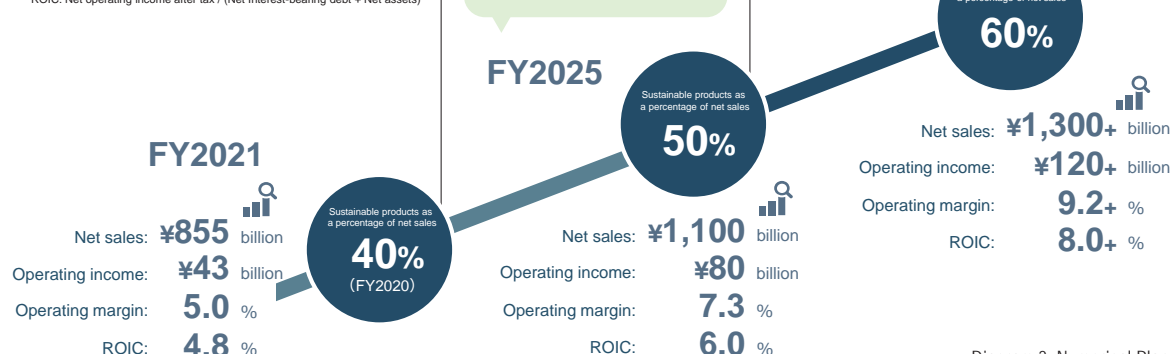 ROIC: Net operating income after tax / (Net interest-bearing debt + Net assets)
FY2021
Net sales: ¥855 billion
Operating income: ¥43 billion
Operating margin: 5.0 %
ROIC: 4.8 %
Sustainable products as
a percentage of net sales
40%
(FY2020)
FY2025
Sustainable products as
a percentage of net sales
50%
Net sales: ¥1,100 billion
Operating income: ¥80 billion
Operating margin: 7.3 %
ROIC: 6.0 %
a percentage of net sales
60%
Net sales: ¥1,300+ billion
Operating income: ¥120+ billion
Operating margin: 9.2+ %
ROIC: 8.0+ %